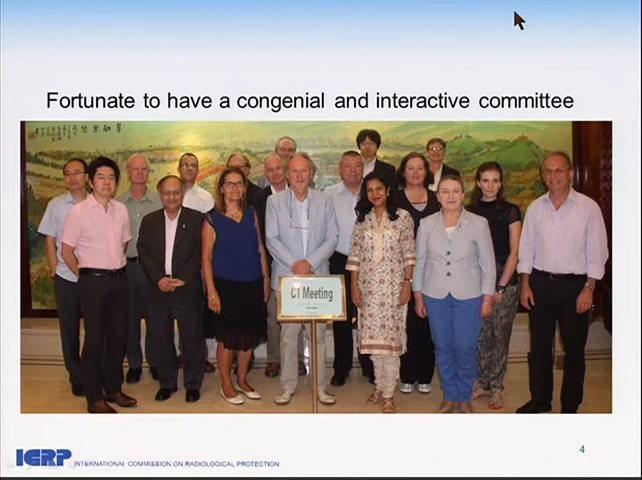 Fortunate to have a congenial and interactive committee
C1 Meeting
4
ICRP INTERNATIONAL COMMISSION ON RADIOLOGICAL PROTECTION